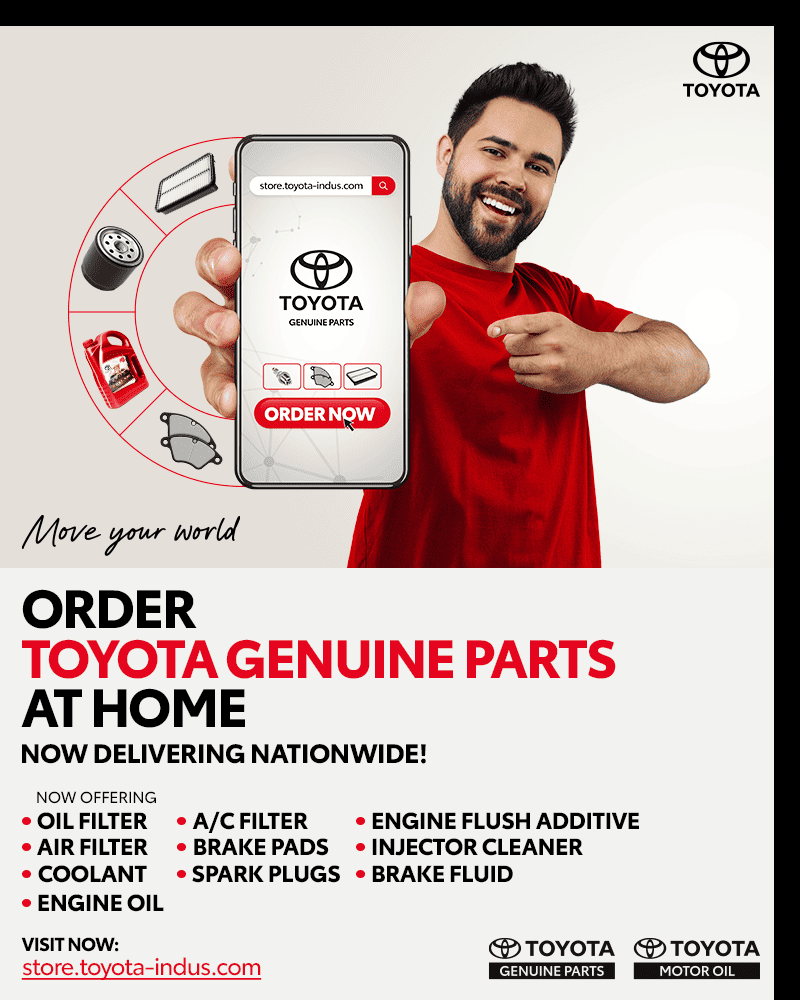 TOYOTA
store.toyota-indus.com
TOYOTA
GENUINE PARTS
ORDER NOW
Move your world
ORDER
TOYOTA GENUINE PARTS
AT HOME
NOW DELIVERING NATIONWIDE!
NOW OFFERING
• OIL FILTER • A/C FILTER • ENGINE FLUSH ADDITIVE
• AIR FILTER • BRAKE PADS • INJECTOR CLEANER
• COOLANT • SPARK PLUGS • BRAKE FLUID
• ENGINE OIL
VISIT NOW:
store.toyota-indus.com
TOYOTA
GENUINE PARTS
TOYOTA
MOTOR OIL